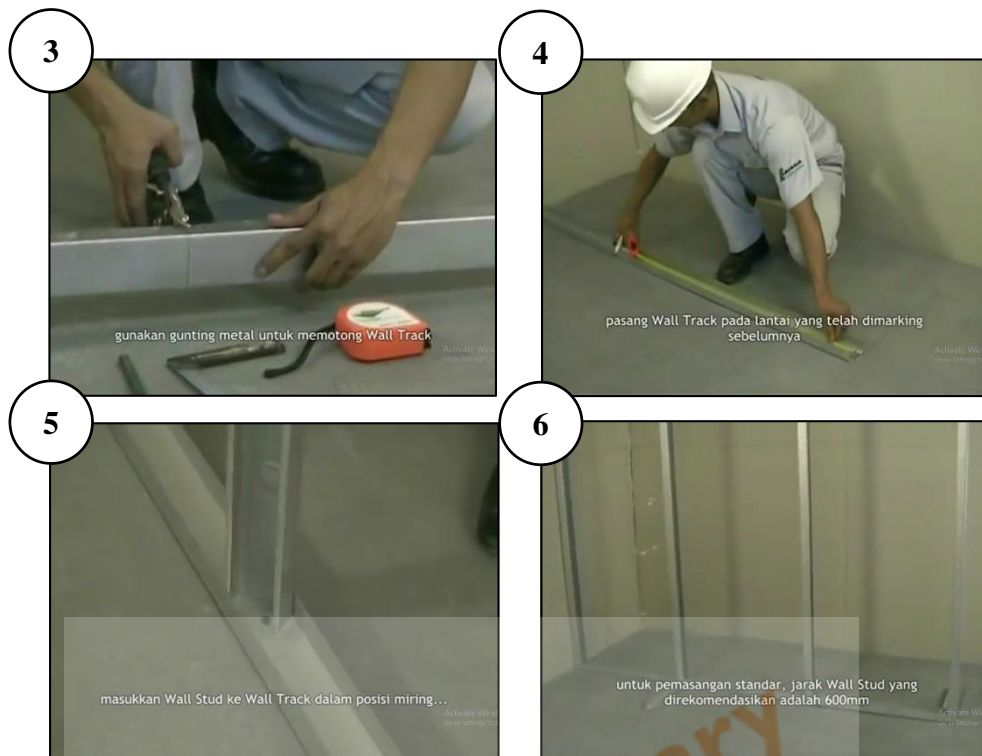 3
4
gunakan gunting metal untuk memotong Wall Track
pasang Wall Track pada lantai yang telah dimarking
sebelumnya
5
6
masukkan Wall Stud ke Wall Track dalam posisi miring...
untuk pemasangan standar, jarak Wall Stud yang
direkomendasikan adalah 600mm